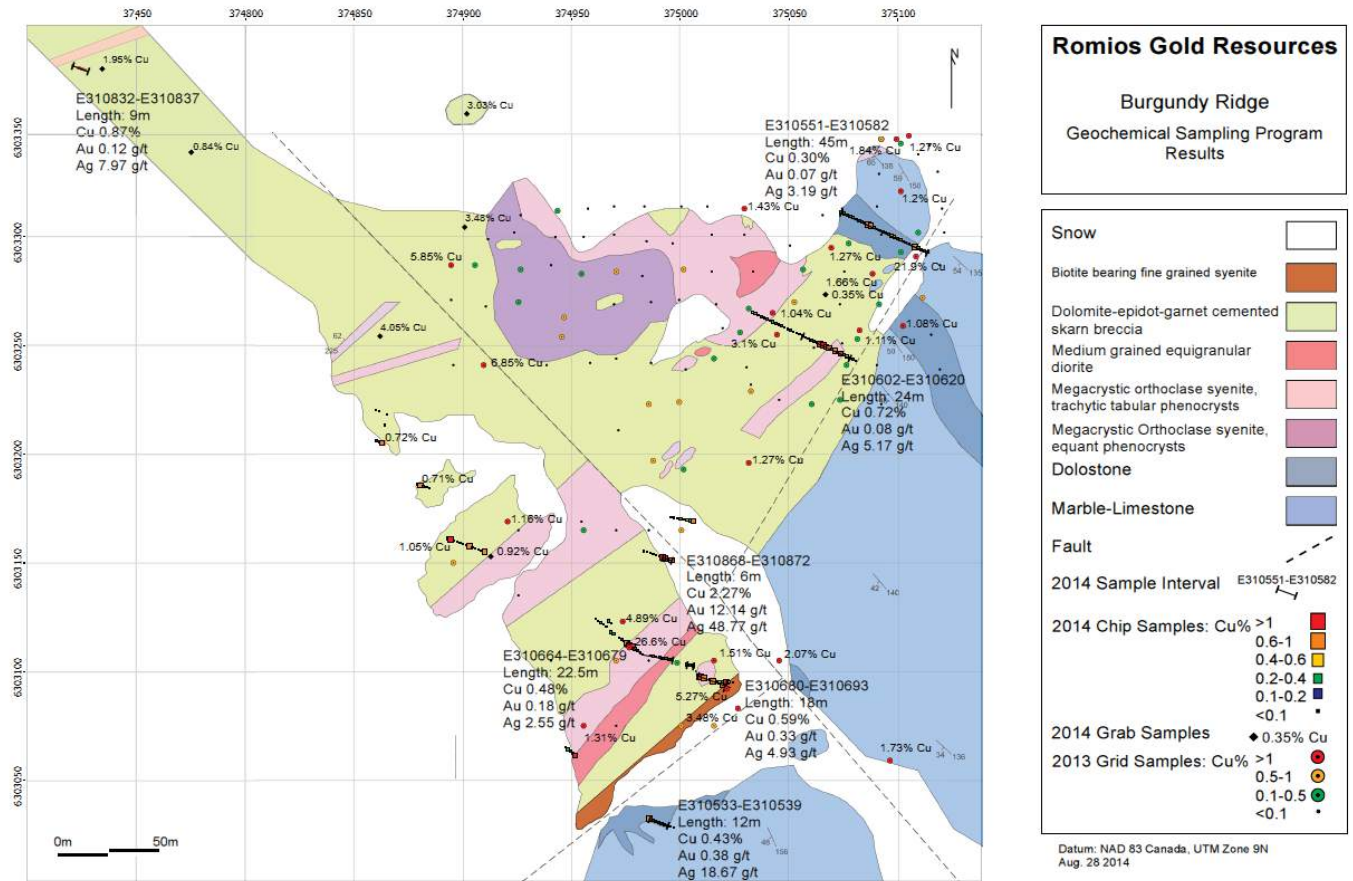 37450
374850
374900
374950
375000
375050
375100
6303150
6303300
6303250
6303200
6303150
6303100
6303050
N
1.95% Cu
E310832-E310837
Length: 9m
Cu 0.87%
Au 0.12 g/t
Ag 7.97 g/t
0.84% Cu
3.03% Cu
E310551-E310582
Length: 45m
Cu 0.30%
Au 0.07 g/t
Ag 3.19 g/t
1.84% Cu
1.27% Cu
1.2% Cu
1.43% Cu
3.48% Cu
5.85% Cu
1.27% Cu
21.9% Cu
1.66% Cu
0.35% Cu
1.04% Cu
1.08% Cu
4.05% Cu
3.1% Cu
1.11% Cu
6.85% Cu
E310602-E310620
Length: 24m
Cu 0.72%
Au 0.08 g/t
Ag 5.17 g/t
0.72% Cu
1.27% Cu
0.71% Cu
1.16% Cu
1.05% Cu
0.92% Cu
E310868-E310872
Length: 6m
Cu 2.27%
Au 12.14 g/t
Ag 48.77 g/t
4.89% Cu
26.6% Cu
E310664-E310679
Length: 22.5m
Cu 0.48%
Au 0.18 g/t
Ag 2.55 g/t
1.51% Cu
2.07% Cu
5.27% Cu
E310680-E310693
Length: 18m
Cu 0.59%
Au 0.33 g/t
Ag 4.93 g/t
3.48% Cu
1.31% Cu
1.73% Cu
E310533-E310539
Length: 12m
Cu 0.43%
Au 0.38 g/t
Ag 18.67 g/t
62
54
135
42
140
34
136
0m 50m
Romios Gold Resources
Burgundy Ridge
Geochemical Sampling Program
Results
Snow
Biotite bearing fine grained syenite
Dolomite-epidot-garnet cemented
skarn breccia
Medium grained equigranular
diorite
Megacrystic orthoclase syenite,
trachytic tabular phenocrysts
Megacrystic Orthoclase syenite,
equant phenocrysts
Dolostone
Marble-Limestone
Fault
2014 Sample Interval E310551-E310582
2014 Chip Samples: Cu% >1
0.6-1
0.4-0.6
0.2-0.4
0.1-0.2
<0.1
2014 Grab Samples 0.35% Cu
2013 Grid Samples: Cu% >1
0.5-1
0.1-0.5
<0.1
Datum: NAD 83 Canada, UTM Zone 9N
Aug. 28 2014